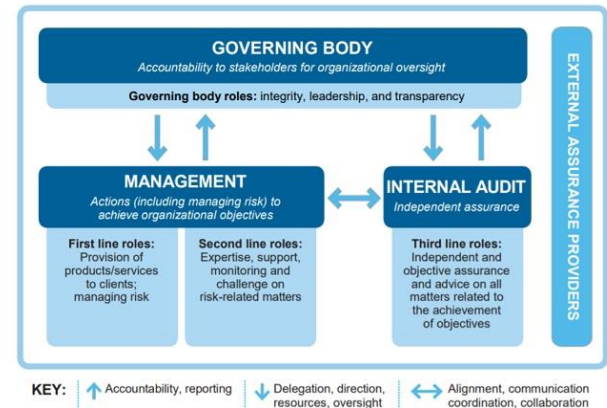 GOVERNING BODY
Accountability to stakeholders for organizational oversight
Governing body roles: integrity, leadership, and transparency
MANAGEMENT
Actions (including managing risk) to
achieve organizational objectives
First line roles:
Provision of
products/services
to clients;
managing risk
Second line roles:
Expertise, support,
monitoring and
challenge on
risk-related matters
INTERNAL AUDIT
Independent assurance
Third line roles:
Independent and
objective assurance
and advice on all
matters related to
the achievement
of objectives
EXTERNAL ASSURANCE PROVIDERS
KEY:
Accountability, reporting
Delegation, direction,
resources, oversight
Alignment, communication
coordination, collaboration